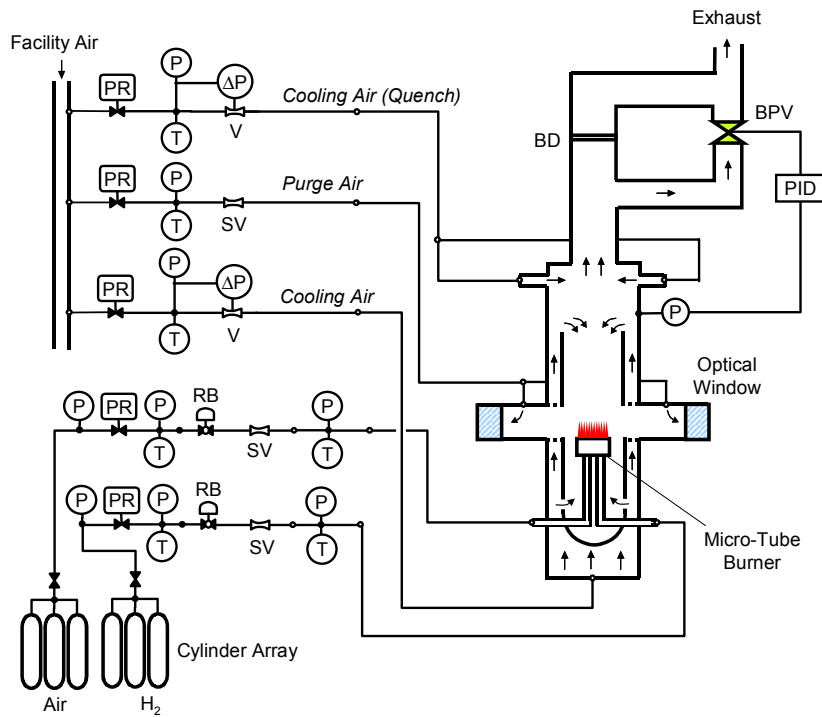 Exhaust
Facility Air
P
ΔP
PR
Cooling Air (Quench)
T
V
BD
BPV
P
PR
Purge Air
PID
T
SV
P
ΔP
PR
Cooling Air
T
V
P
Optical
Window
P
PR
P
RB
P
T
SV
T
P
PR
P
RB
P
T
SV
T
Micro-Tube
Burner
Cylinder Array
Air
H₂